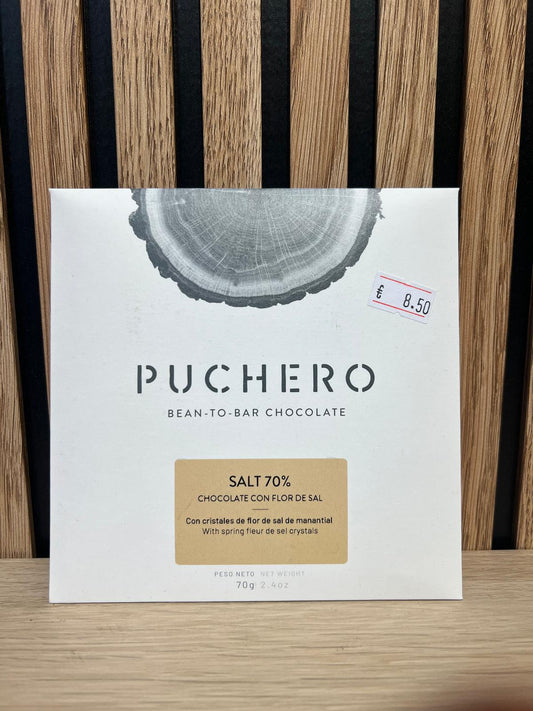 € 8.50
PUCHERO
BEAN-TO-BAR CHOCOLATE
SALT 70%
CHOCOLATE CON FLOR DE SAL
Con cristales de flor de sal de manantial
With spring fleur de sel crystals
PESO NETO NET WEIGHT
70g 2.4oz